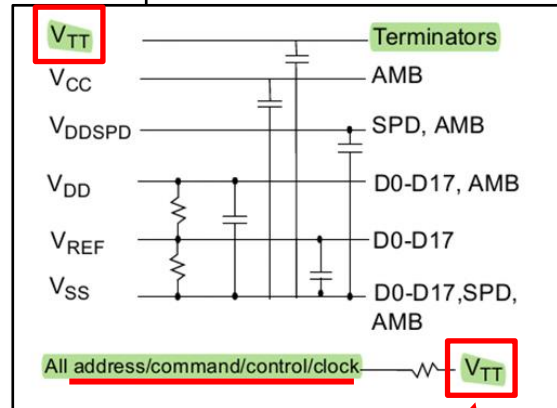 VTT Terminators
VCC AMB
VDDSPD SPD, AMB
VDD D0-D17, AMB
VREF D0-D17
VSS D0-D17,SPD,
AMB
All address/command/control/clock VTT